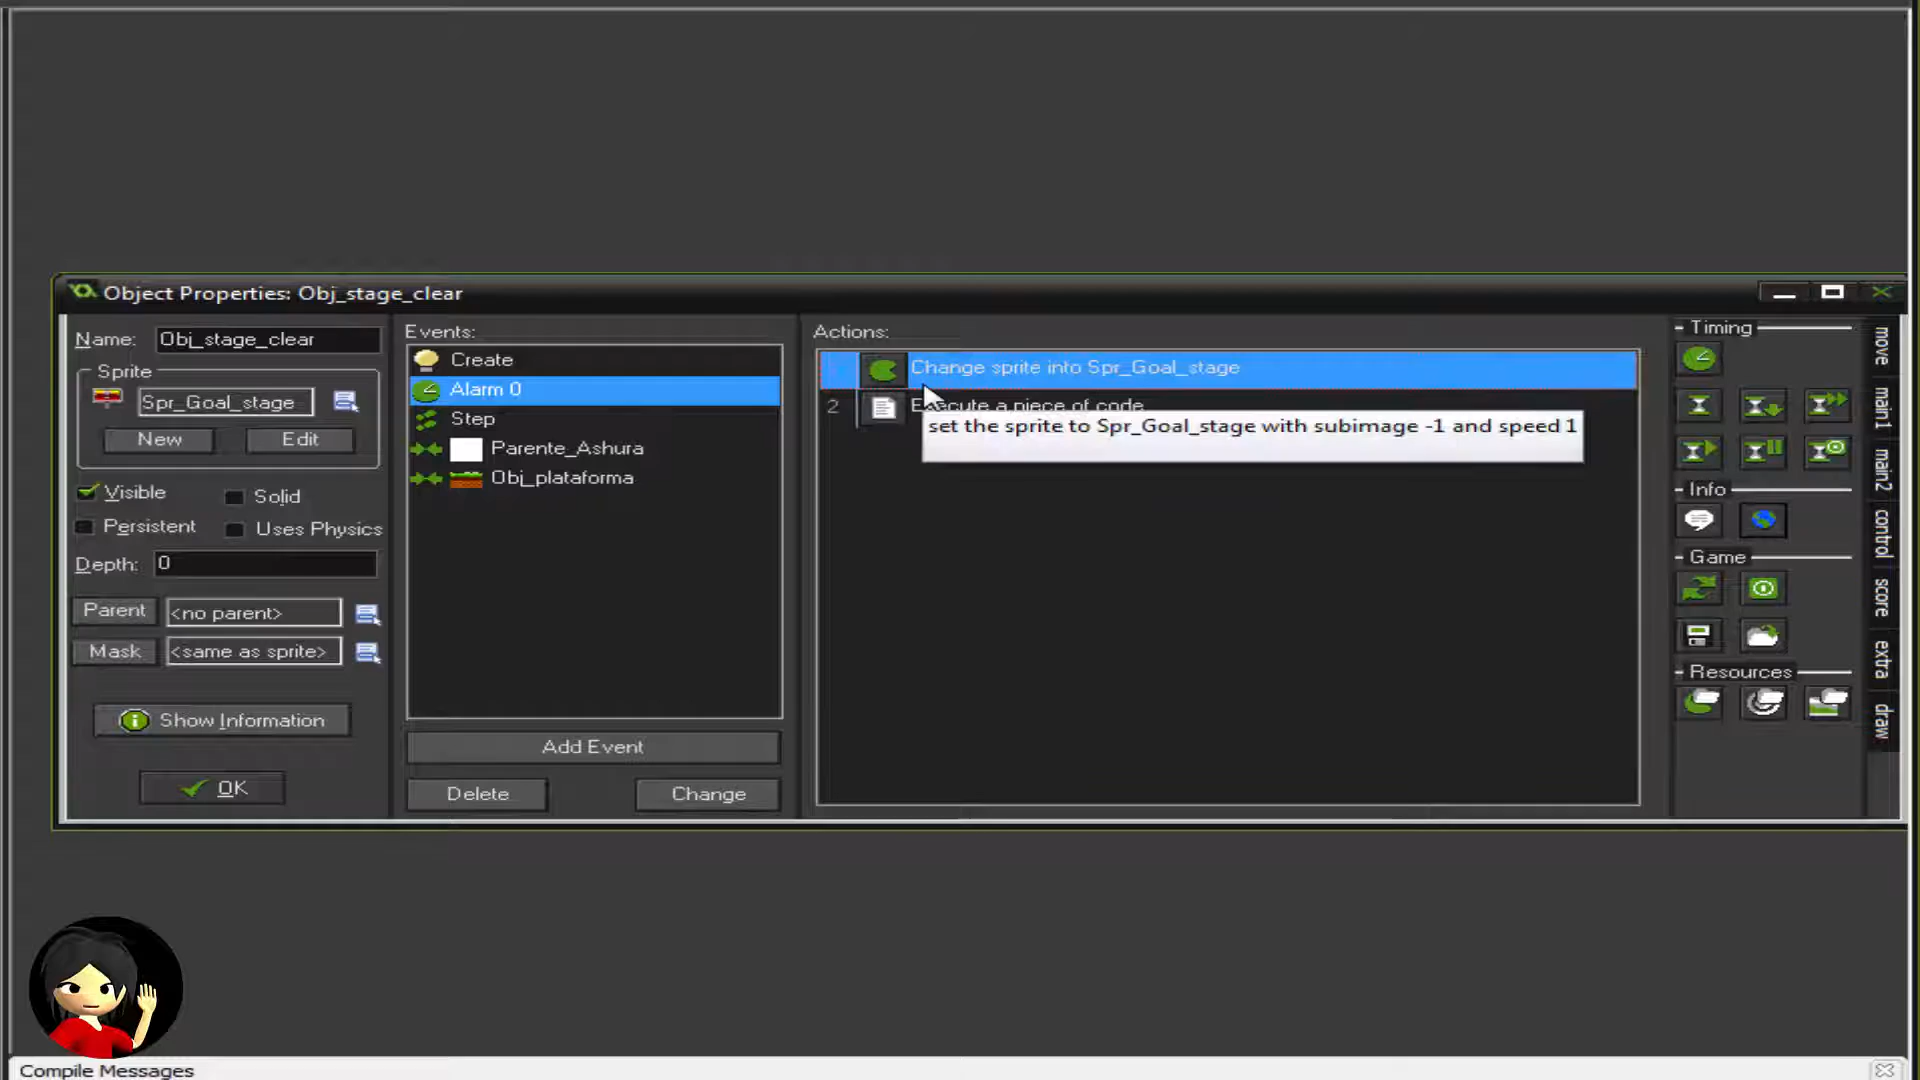 Object Properties: Obj_stage_clear
Name: Obj_stage_clear
Sprite
Spr_Goal_stage
New Edit
Visible Solid
Persistent Uses Physics
Depth: 0
Parent <no parent>
Mask <same as sprite>
Show Information
OK
Events:
Create
Alarm 0
Step
Parente_Ashura
Obj_plataforma
Add Event
Delete Change
Actions:
Change sprite into Spr_Goal_stage
2 Execute a piece of code
set the sprite to Spr_Goal_stage with subimage -1 and speed 1
Timing
Info
Game
Resources
move
main1
main2
control
score
extra
draw
Compile Messages